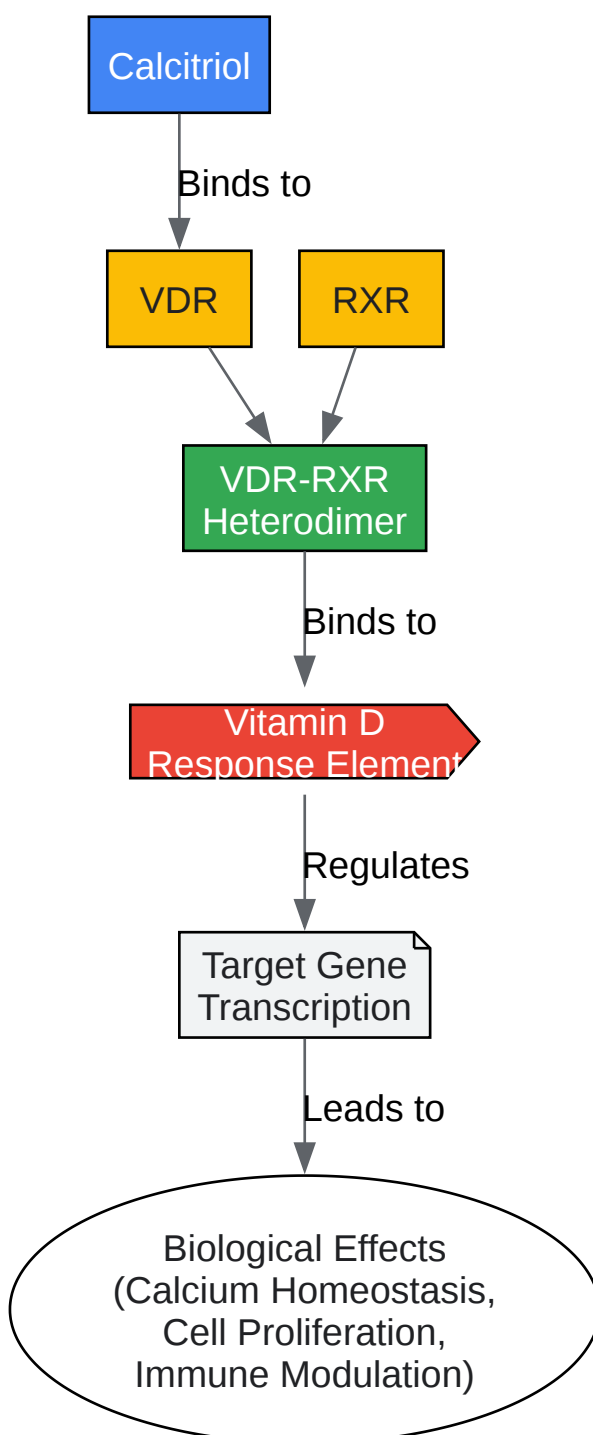 Calcitriol
Binds to
VDR
RXR
VDR-RXR
Heterodimer
Binds to
Vitamin D
Response Element
Regulates
Target Gene
Transcription
Leads to
Biological Effects
(Calcium Homeostasis,
Cell Proliferation,
Immune Modulation)